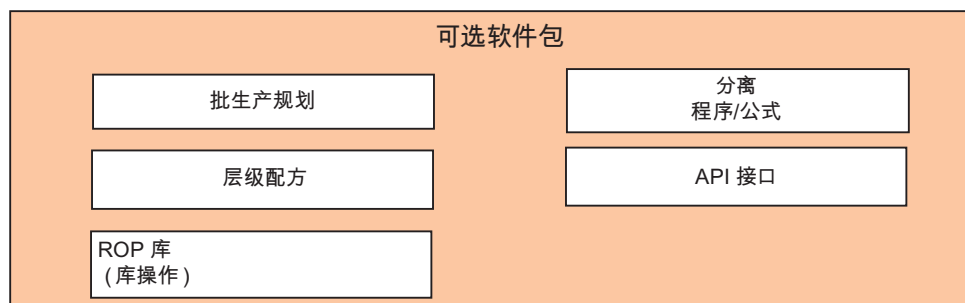 可选软件包
批生产规划
分离
程序/公式
层级配方
API 接口
ROP 库
(库操作)